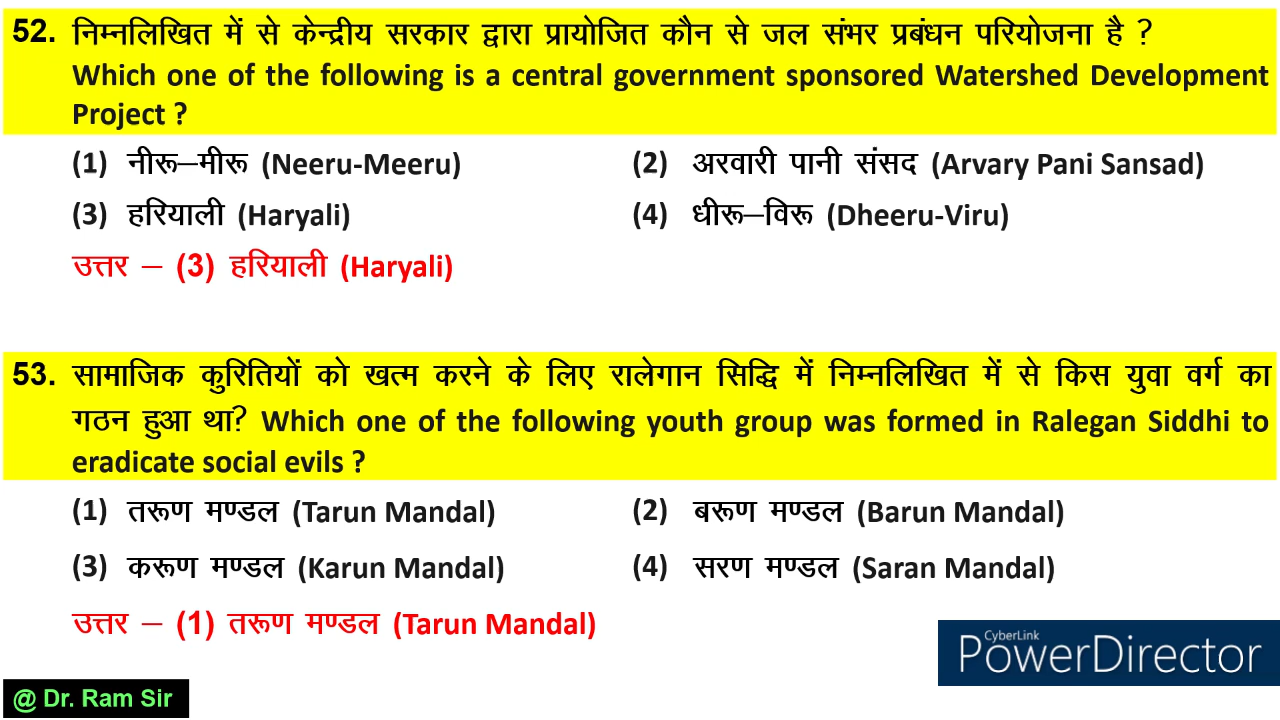 52. निम्नलिखित में से केन्द्रीय सरकार द्वारा प्रायोजित कौन से जल संभर प्रबंधन परियोजना है ?
Which one of the following is a central government sponsored Watershed Development
Project ?
(1) नीरू–मीरू (Neeru-Meeru) (2) अरवारी पानी संसद (Arvary Pani Sansad)
(3) हरियाली (Haryali) (4) धीरू–विरू (Dheeru-Viru)
उत्तर – (3) हरियाली (Haryali)
53. सामाजिक कुरितियों को खत्म करने के लिए रालेगान सिद्धि में निम्नलिखित में से किस युवा वर्ग का
गठन हुआ था? Which one of the following youth group was formed in Ralegan Siddhi to
eradicate social evils ?
(1) तरूण मण्डल (Tarun Mandal) (2) बरूण मण्डल (Barun Mandal)
(3) करूण मण्डल (Karun Mandal) (4) सरण मण्डल (Saran Mandal)
उत्तर – (1) तरूण मण्डल (Tarun Mandal)
CyberLink
PowerDirector
@ Dr. Ram Sir